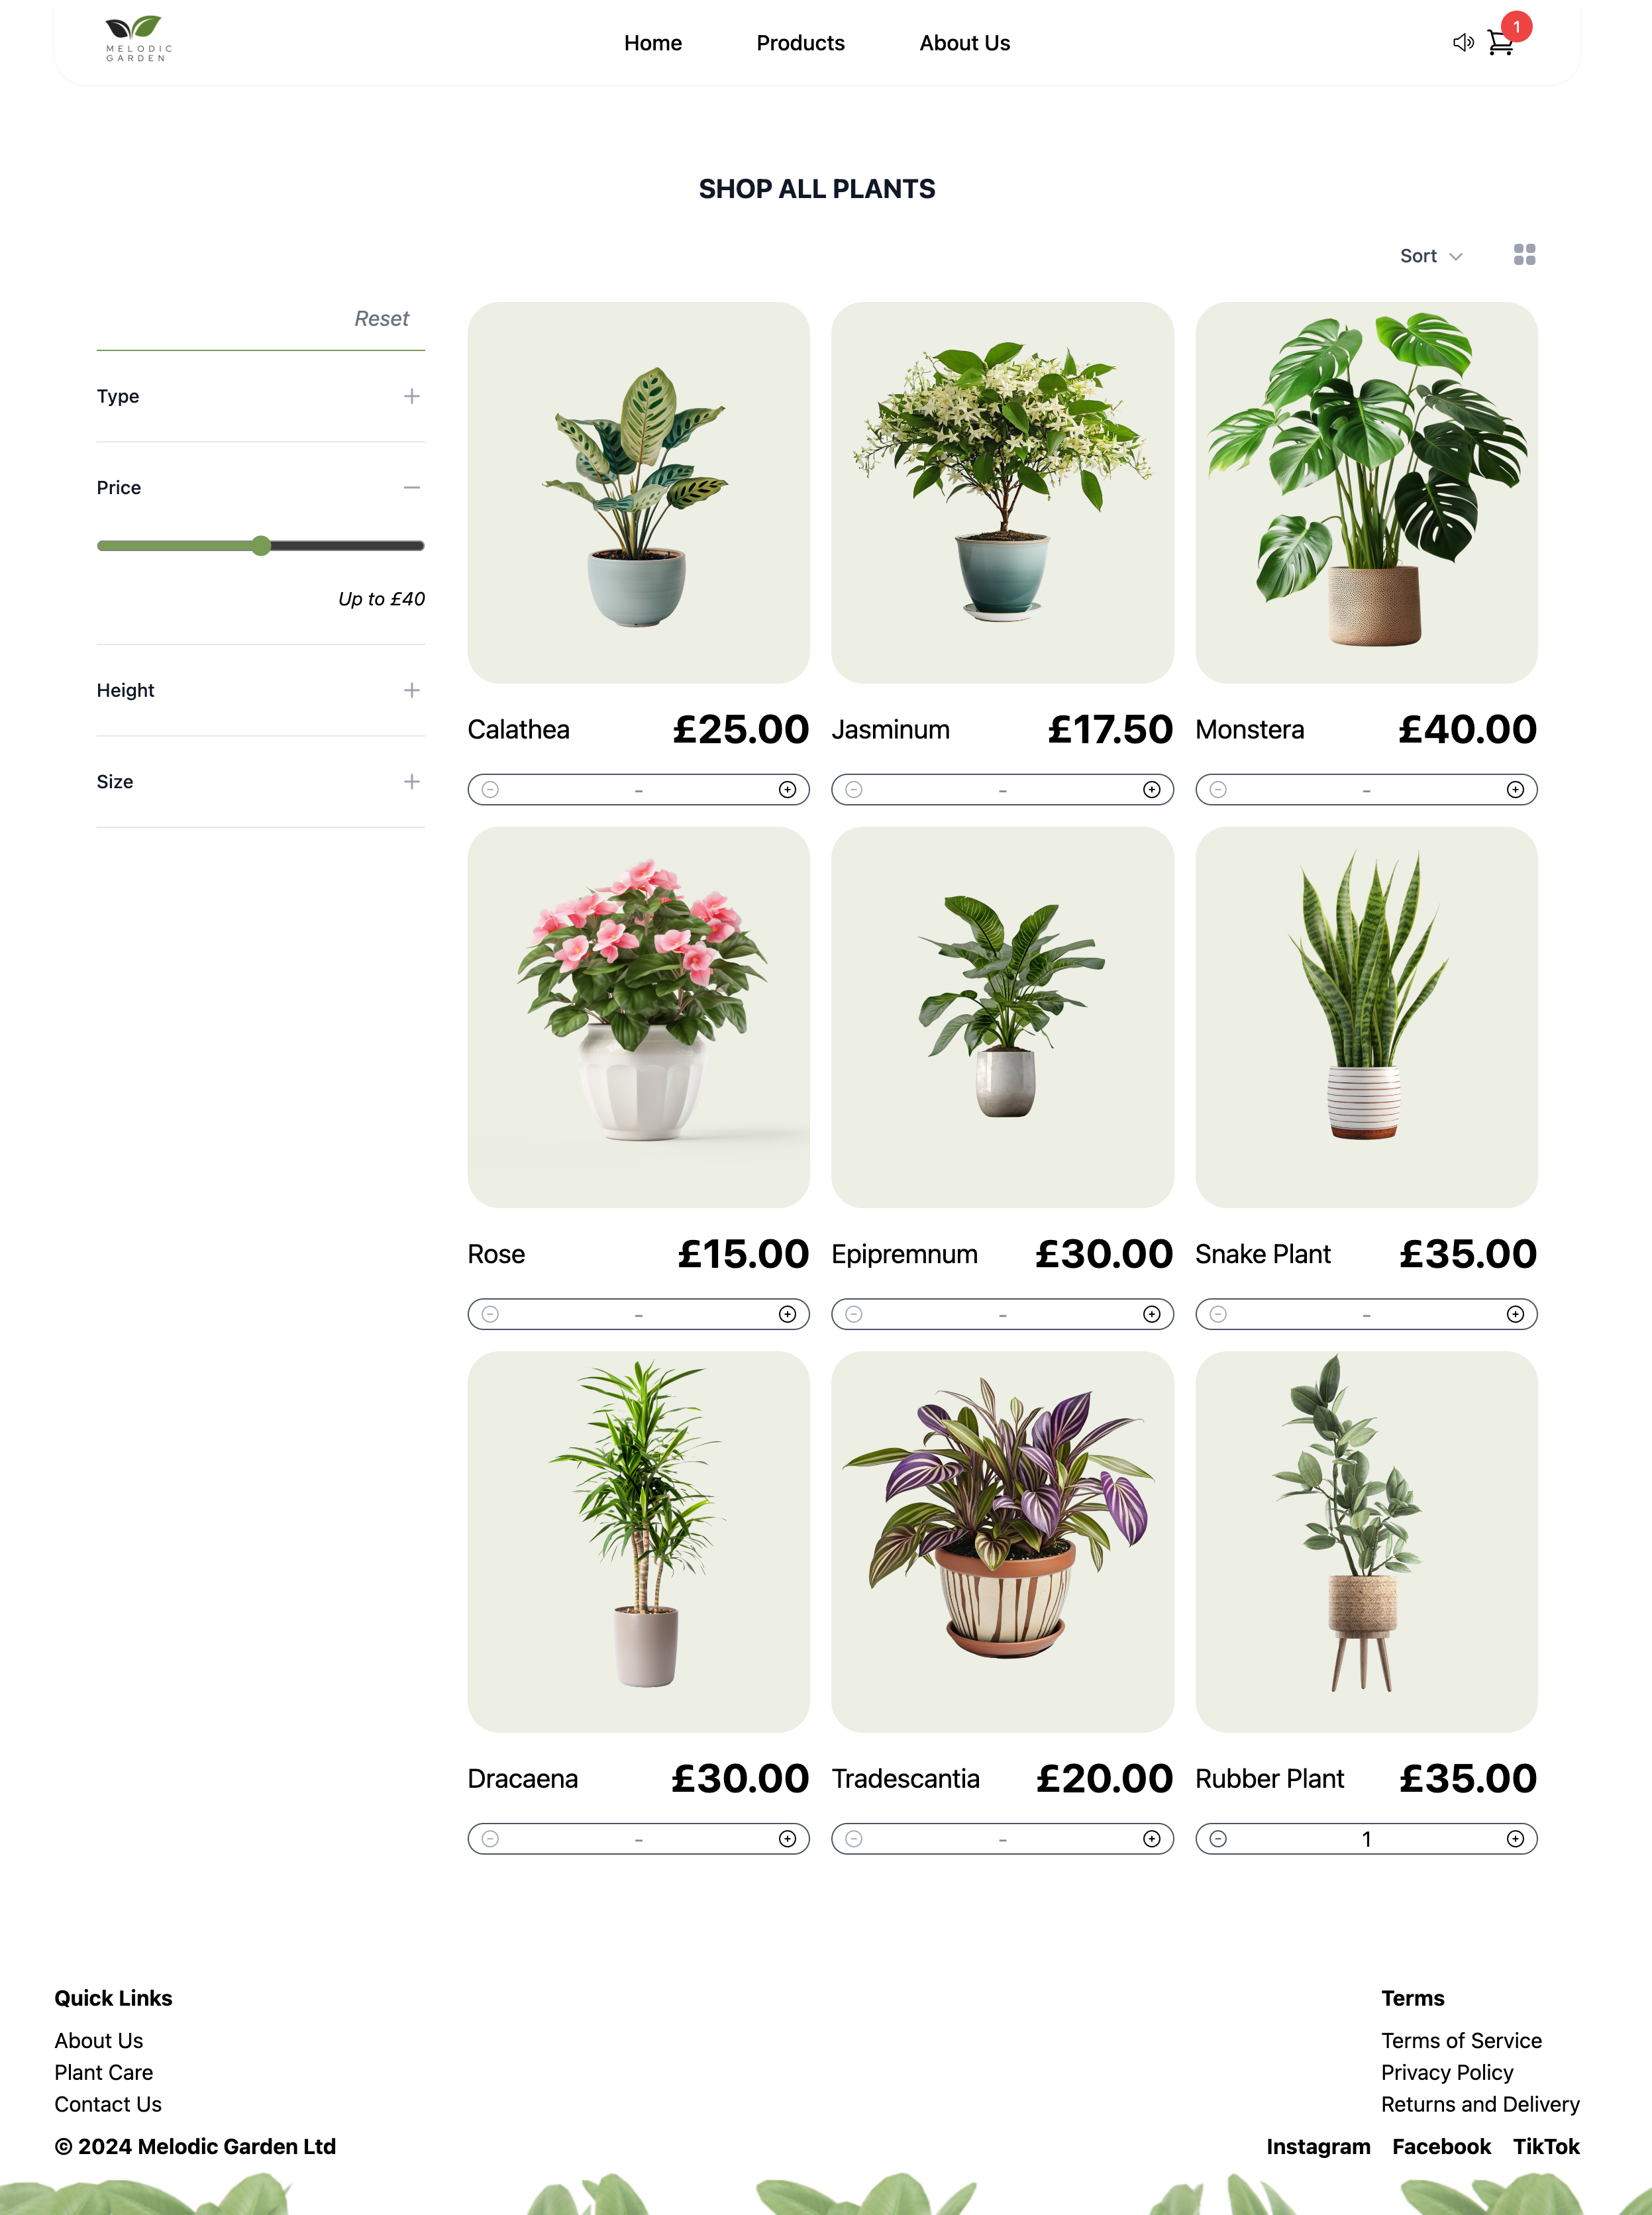 MELODIC
GARDEN
Home
Products
About Us
1
SHOP ALL PLANTS
Sort
Reset
Type
Price
Up to £40
Height
Size
Calathea £25.00
Jasminum £17.50
Monstera £40.00
-
-
-
Rose £15.00
Epipremnum £30.00
Snake Plant £35.00
-
-
-
Dracaena £30.00
Tradescantia £20.00
Rubber Plant £35.00
-
-
1
Quick Links
About Us
Plant Care
Contact Us
Terms
Terms of Service
Privacy Policy
Returns and Delivery
© 2024 Melodic Garden Ltd
Instagram Facebook TikTok